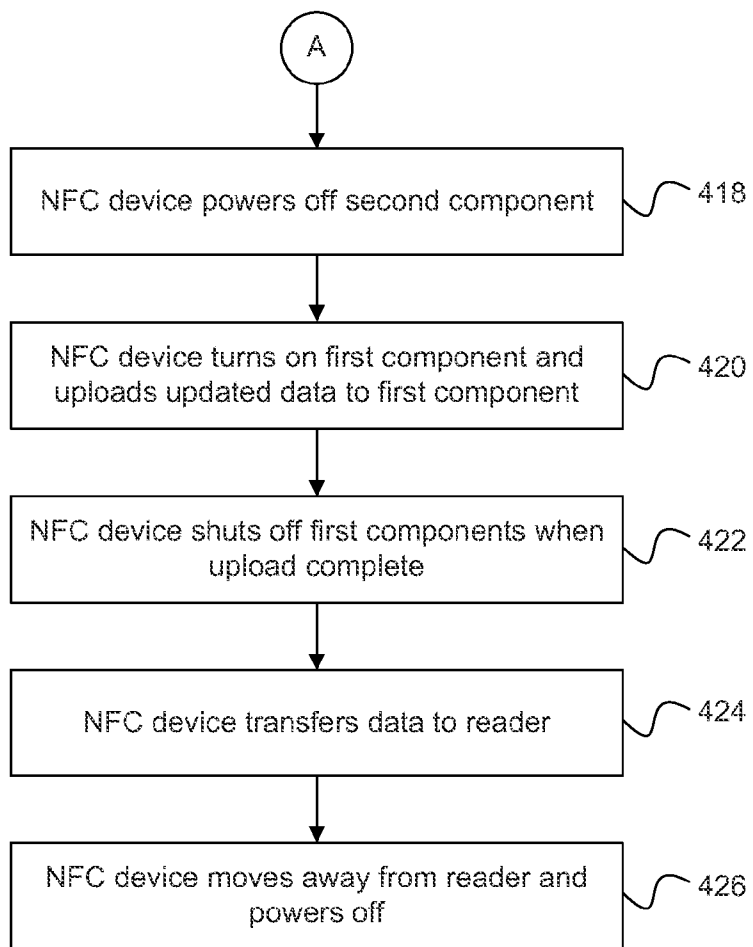 A
NFC device powers off second component
418
NFC device turns on first component and
uploads updated data to first component
420
NFC device shuts off first components when
upload complete
422
NFC device transfers data to reader
424
NFC device moves away from reader and
powers off
426